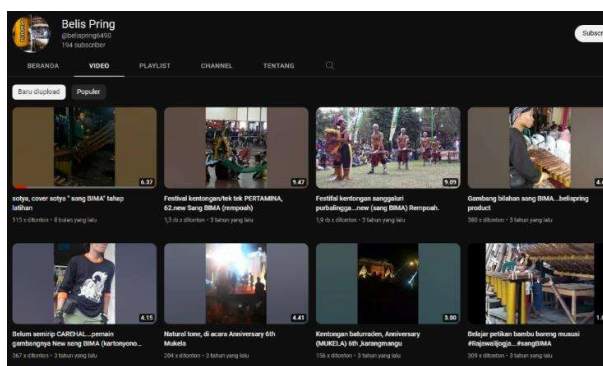 Belis Pring
@belispring6490
194 subscriber
Subscr
BERANDA VIDEO PLAYLIST CHANNEL TENTANG
Baru diupload Populer
6.37
9.47
9.09
sotya, cover sotya " sang BIMA" tahap
latihan
115 x ditonton • 8 bulan yang lalu
Festival kentongan/tek tek PERTAMINA,
62.new Sang BIMA (rempoah)
1,3 rb x ditonton • 3 tahun yang lalu
Festifal kentongan sanggaluri
purbalingga...new (sang BIMA) Rempoah.
1,9 rb x ditonton • 3 tahun yang lalu
Gambang bilahan sang BIMA...belispring
product
380 x ditonton • 3 tahun yang lalu
4.15
4.41
3.00
Belum semirip CAREHAL...pemain
gambangnya New sang BIMA (kartonyono...
367 x ditonton • 3 tahun yang lalu
Natural tone, di acara Anniversary 6th
Mukela
204 x ditonton • 3 tahun yang lalu
Kentongan baturraden, Anniversary
(MUKELA) 6th ,karangmangu
156 x ditonton • 3 tahun yang lalu
Belajar petikan bambu bareng muausi
#Rajawalijogja...#sangBIMA
309 x ditonton • 3 tahun yang lalu